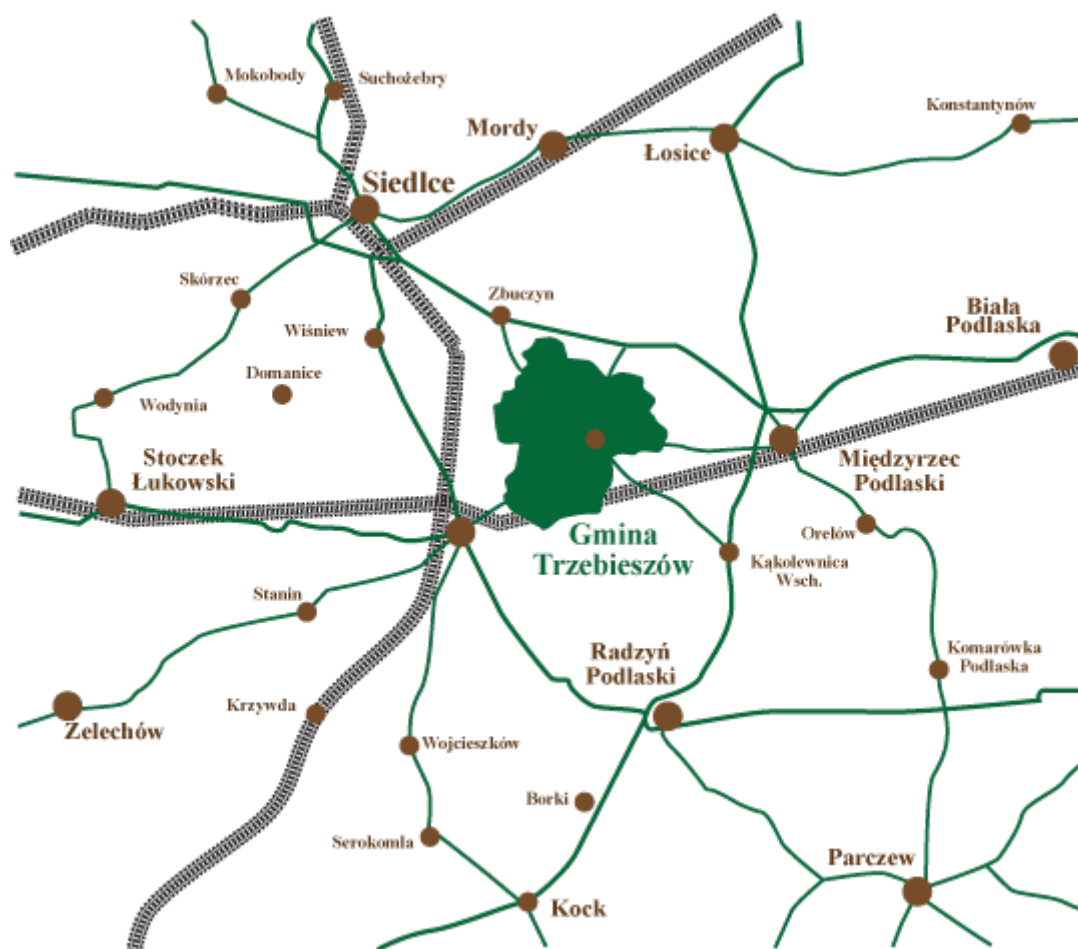 Mokobody
Suchożebry
Konstantynów
Mordy
Łosice
Siedlce
Skórzec
Zbuczyn
Biała
Podlaska
Wiśniew
Domanice
Wodynia
Stoczek
Łukowski
Międzyrzec
Podlaski
Gmina
Trzebieszów
Orelów
Kąkolewnica
Wsch.
Stanin
Radzyń
Podlaski
Komarówka
Podlaska
Krzywda
Żelechów
Wojcieszków
Borki
Serokomla
Parczew
Kock